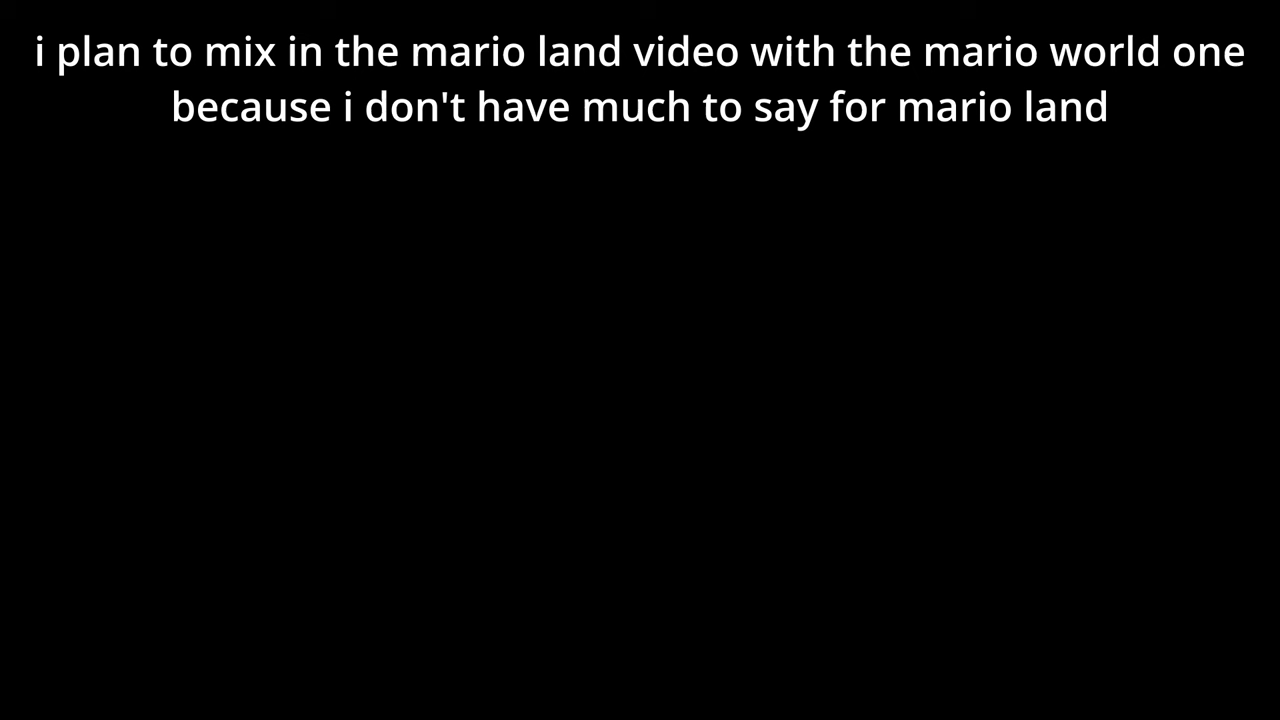 i plan to mix in the mario land video with the mario world one
because i don't have much to say for mario land